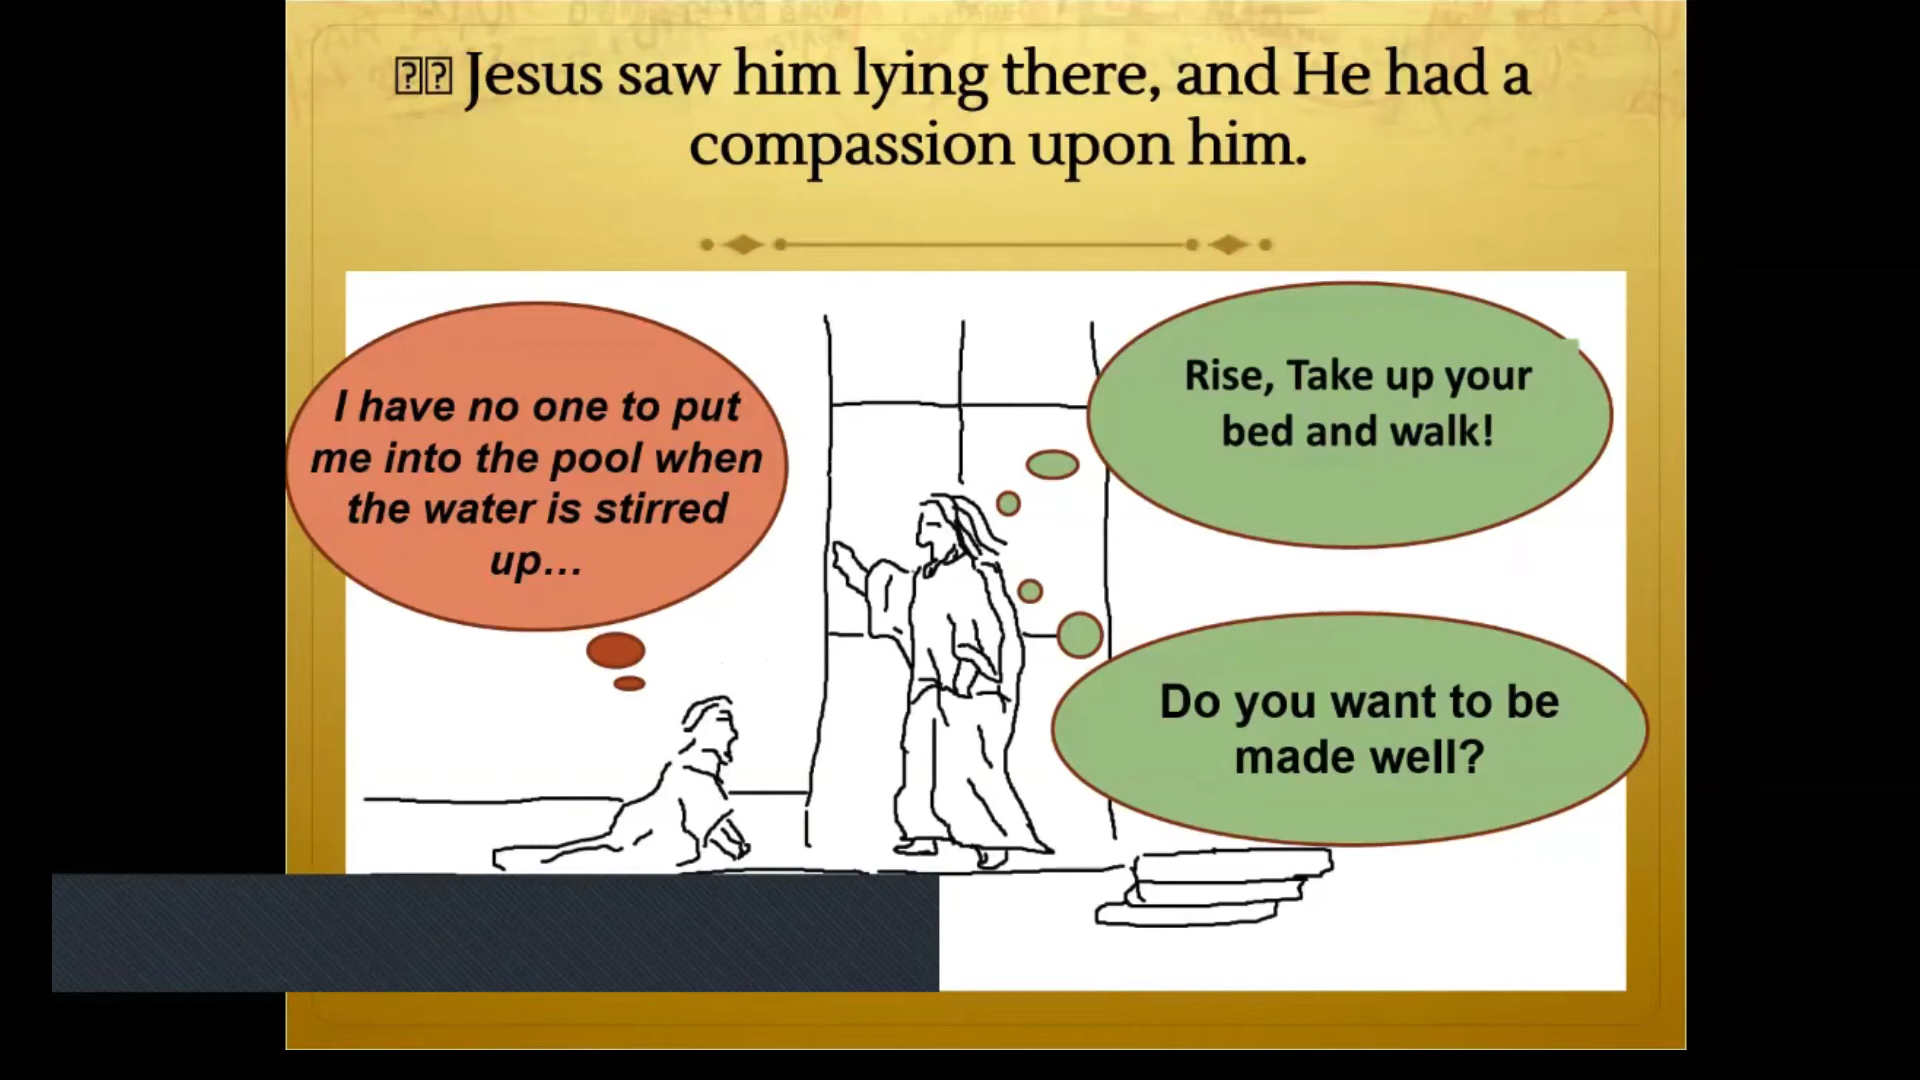 ⍰⍰ Jesus saw him lying there, and He had a
compassion upon him.
I have no one to put
me into the pool when
the water is stirred
up...
Rise, Take up your
bed and walk!
Do you want to be
made well?